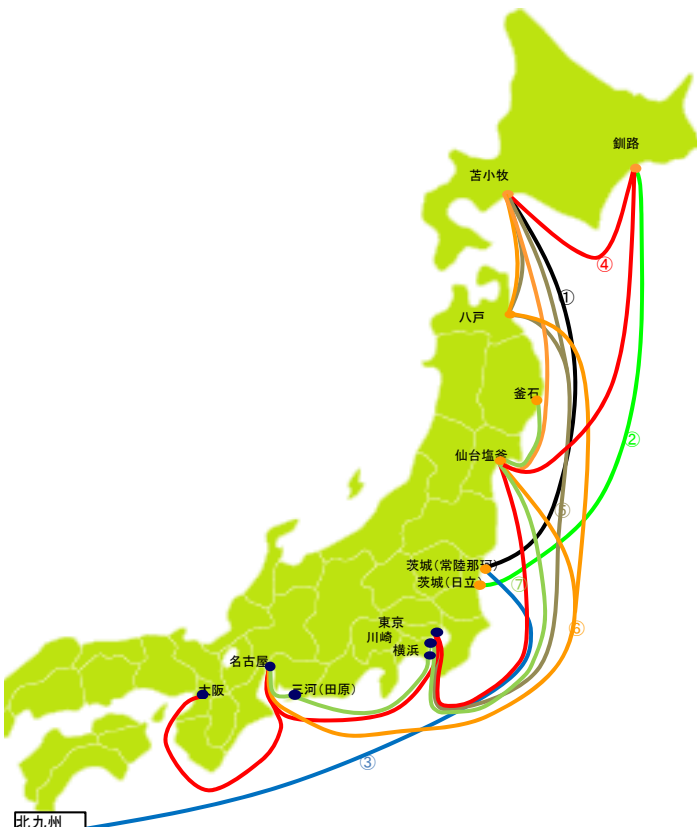 釧路
苫小牧
④
①
八戸
釜石
②
仙台塩釜
⑤
茨城(常陸那珂)
茨城(日立)
⑦
東京
川崎
⑥
横浜
名古屋
大阪
三河(田原)
③
北九州